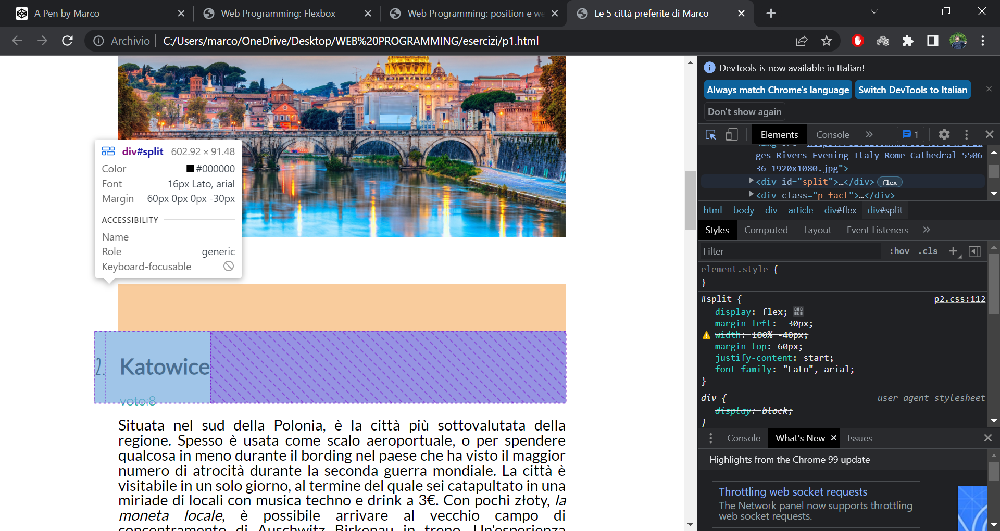 A Pen by Marco
Web Programming: Flexbox
Web Programming: position e we
Le 5 città preferite di Marco
Archivio
C:/Users/marco/OneDrive/Desktop/WEB%20PROGRAMMING/esercizi/p1.html
div#split 602.92 × 91.48
Color #000000
Font 16px Lato, arial
Margin 60px 0px 0px -30px
ACCESSIBILITY
Name
Role generic
Keyboard-focusable
2. Katowice
voto:8
Situata nel sud della Polonia, è la città più sottovalutata della
regione. Spesso è usata come scalo aeroportuale, o per spendere
qualcosa in meno durante il bording nel paese che ha visto il maggior
numero di atrocità durante la seconda guerra mondiale. La città è
visitabile in un solo giorno, al termine del quale sei catapultato in una
miriade di locali con musica techno e drink a 3€. Con pochi złoty, la
moneta locale, è possibile arrivare al vecchio campo di
concentramento di Auschwitz Birkenau in treno. Un'esperienza
DevTools is now available in Italian!
Always match Chrome's language
Switch DevTools to Italian
Don't show again
Elements
Console
1
ges_Rivers_Evening_Italy_Rome_Cathedral_5506
36_1920x1080.jpg">
<div id="split">…</div> flex
<div class="p-fact">…</div>
html body div article div#flex div#split
Styles Computed Layout Event Listeners
Filter
:hov .cls
element.style {
}
#split { p2.css:112
display: flex;
margin-left: -30px;
width: 100% -40px;
margin-top: 60px;
justify-content: start;
font-family: "Lato", arial;
}
div { user agent stylesheet
display: block;
}
Console What's New Issues
Highlights from the Chrome 99 update
Throttling web socket requests
The Network panel now supports throttling
web socket requests.